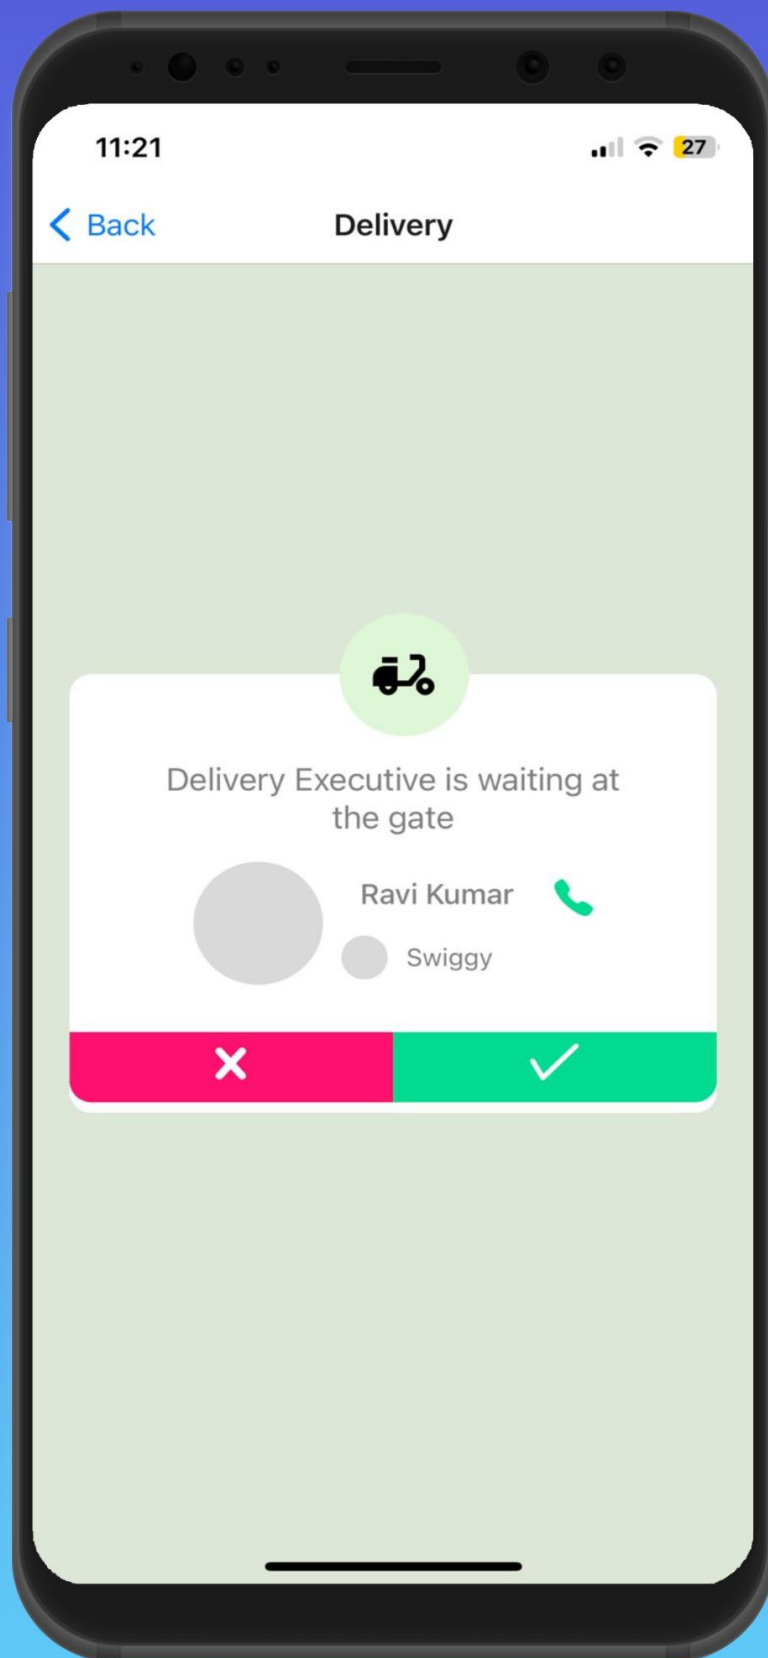 11:21
27
Back
Delivery
Delivery Executive is waiting at
the gate
Ravi Kumar
Swiggy